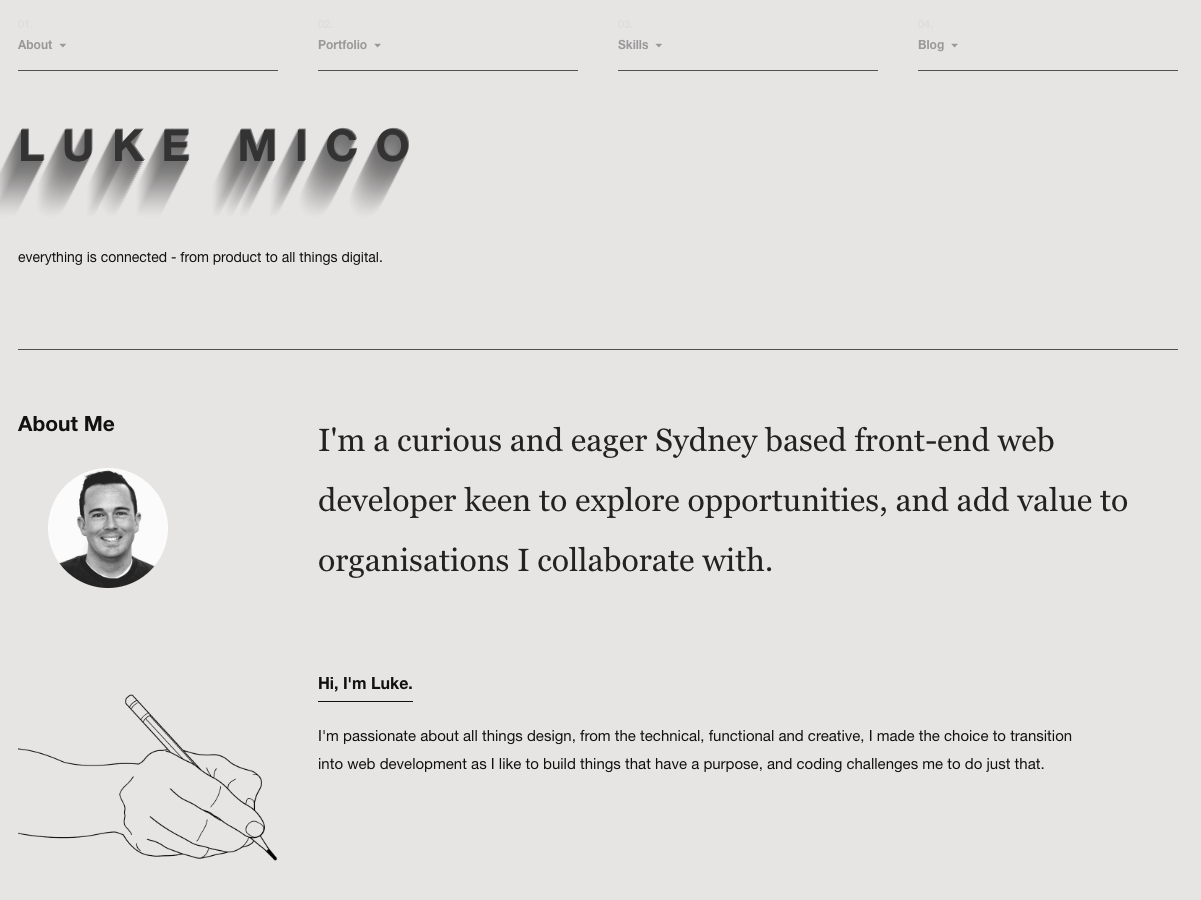 01.
About
02.
Portfolio
03.
Skills
04.
Blog
LUKE MICO
everything is connected - from product to all things digital.
About Me
I'm a curious and eager Sydney based front-end web
developer keen to explore opportunities, and add value to
organisations I collaborate with.
Hi, I'm Luke.
I'm passionate about all things design, from the technical, functional and creative, I made the choice to transition
into web development as I like to build things that have a purpose, and coding challenges me to do just that.